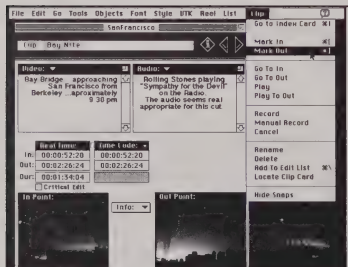 File Edit Go Tools Objects Font Style UTK Reel List Clip
SanFrancisco
Clip Bay Nite
Video:
Bay Bridge approaching
San Francisco from
Berkeley ...aproximately
9 30 pm
Audio:
Rolling Stones playing
"Sympathy for the Devil"
on the Radio.
The audio seems real
appropriate for this cut.
Real Time: Time Code:
In: 00:00:52:20 00:00:52:20
Out: 00:02:26:24 00:02:26:24
Dur: 00:01:34:04
Critical Edit
In Point:
Info:
Out Point:
Go to Index Card
Mark In
Mark Out
Go To In
Go To Out
Play
Play To Out
Record
Manual Record
Cancel
Rename
Delete
Add To Edit List ⌘\
Locate Clip Card
Hide Snaps